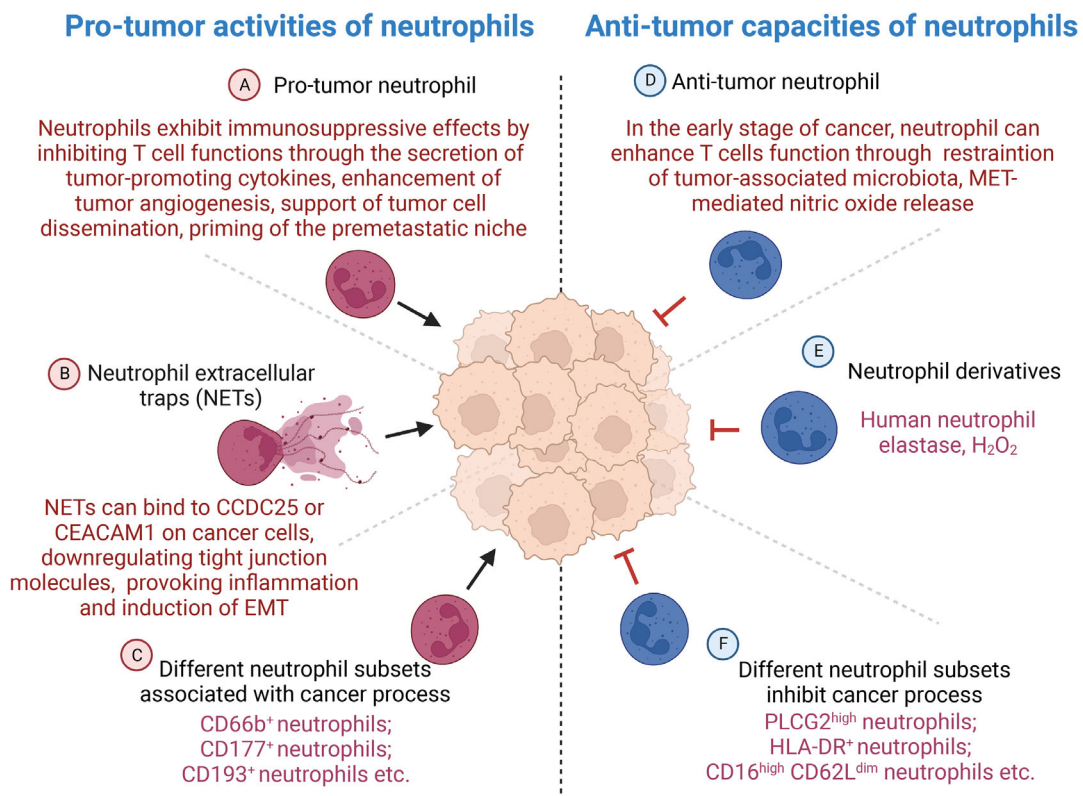 Pro-tumor activities of neutrophils
A
Pro-tumor neutrophil
Neutrophils exhibit immunosuppressive effects by
inhibiting T cell functions through the secretion of
tumor-promoting cytokines, enhancement of
tumor angiogenesis, support of tumor cell
dissemination, priming of the premetastatic niche
B
Neutrophil extracellular
traps (NETs)
NETs can bind to CCDC25 or
CEACAM1 on cancer cells,
downregulating tight junction
molecules, provoking inflammation
and induction of EMT
C
Different neutrophil subsets
associated with cancer process
CD66b⁺ neutrophils;
CD177⁺ neutrophils;
CD193⁺ neutrophils etc.
Anti-tumor capacities of neutrophils
D
Anti-tumor neutrophil
In the early stage of cancer, neutrophil can
enhance T cells function through restraintion
of tumor-associated microbiota, MET-
mediated nitric oxide release
E
Neutrophil derivatives
Human neutrophil
elastase, H₂O₂
F
Different neutrophil subsets
inhibit cancer process
PLCG2ʰⁱᵍʰ neutrophils;
HLA-DR⁺ neutrophils;
CD16ʰⁱᵍʰ CD62Lᵈⁱᵐ neutrophils etc.